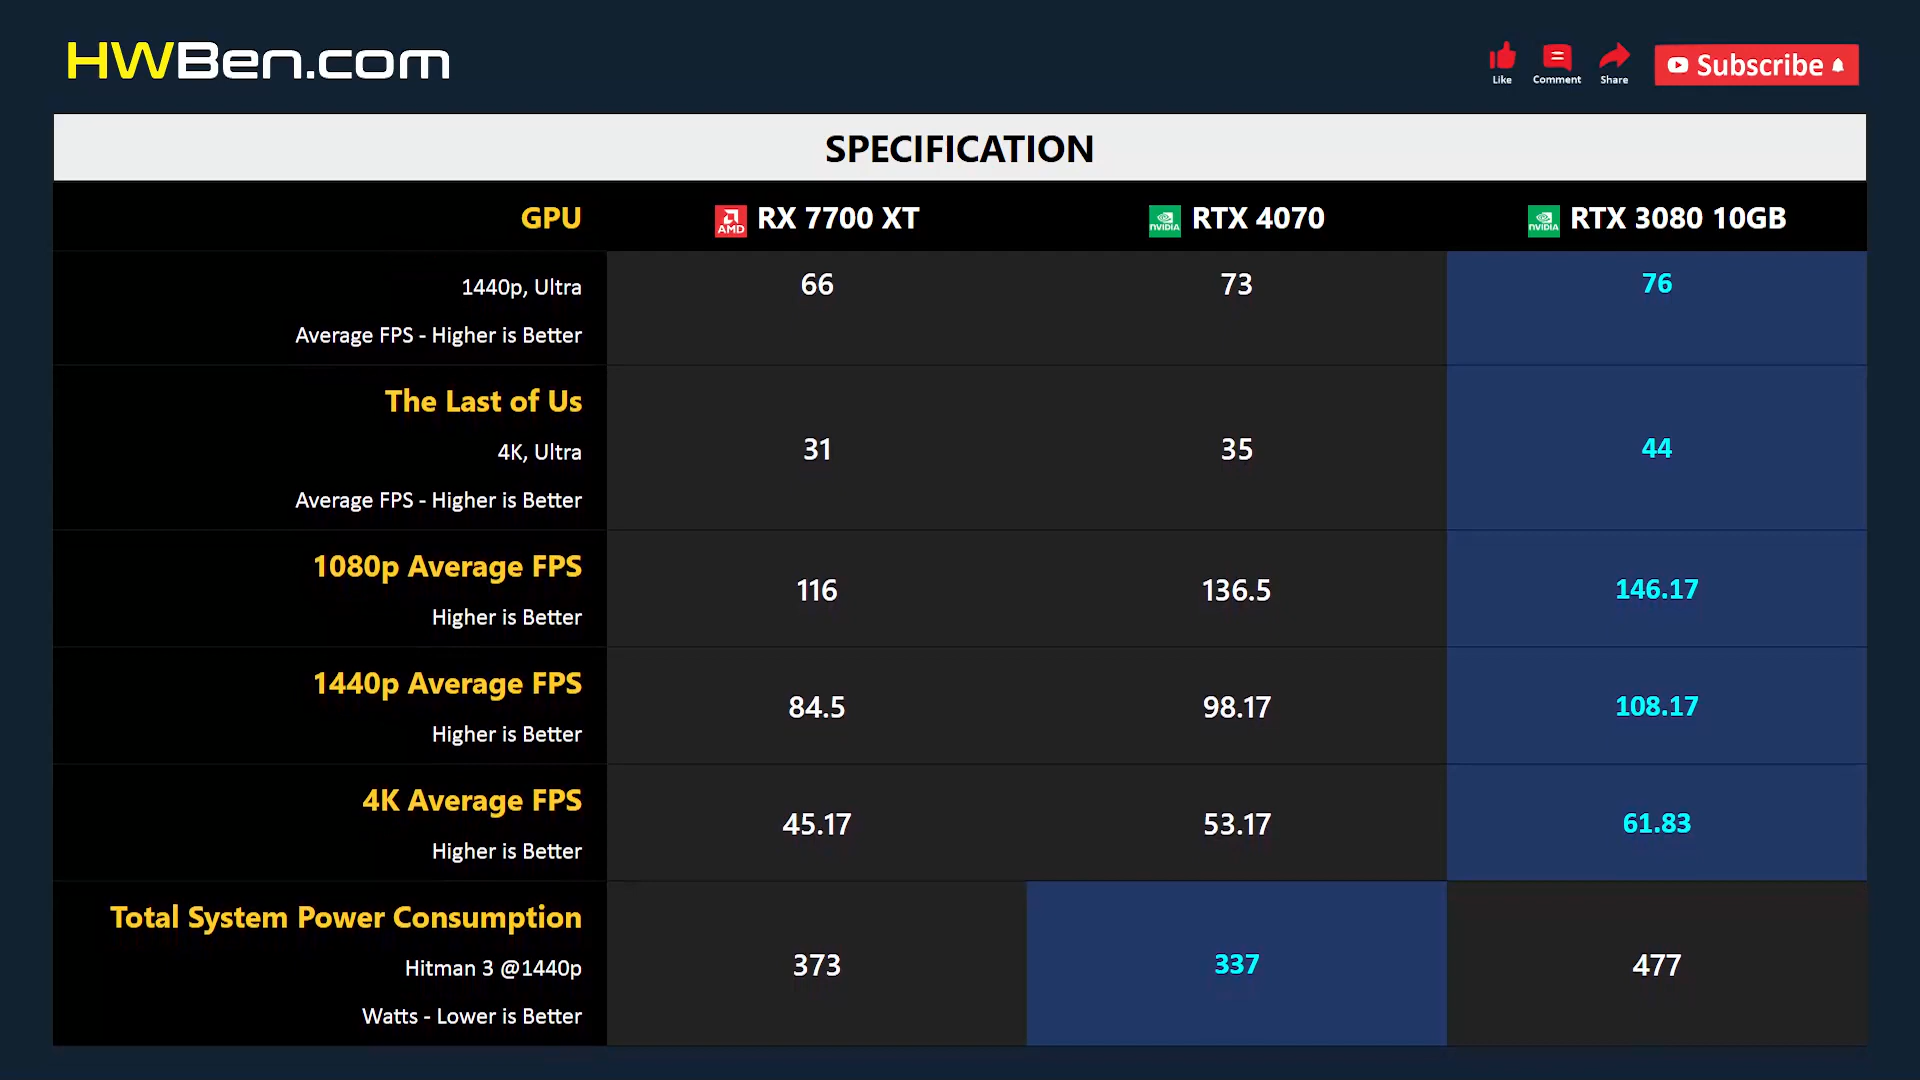 HWBen.com
Like Comment Share Subscribe
SPECIFICATION
GPU AMD RX 7700 XT NVIDIA RTX 4070 NVIDIA RTX 3080 10GB
1440p, Ultra 66 73 76
Average FPS - Higher is Better
The Last of Us
4K, Ultra 31 35 44
Average FPS - Higher is Better
1080p Average FPS 116 136.5 146.17
Higher is Better
1440p Average FPS 84.5 98.17 108.17
Higher is Better
4K Average FPS 45.17 53.17 61.83
Higher is Better
Total System Power Consumption
Hitman 3 @1440p 373 337 477
Watts - Lower is Better